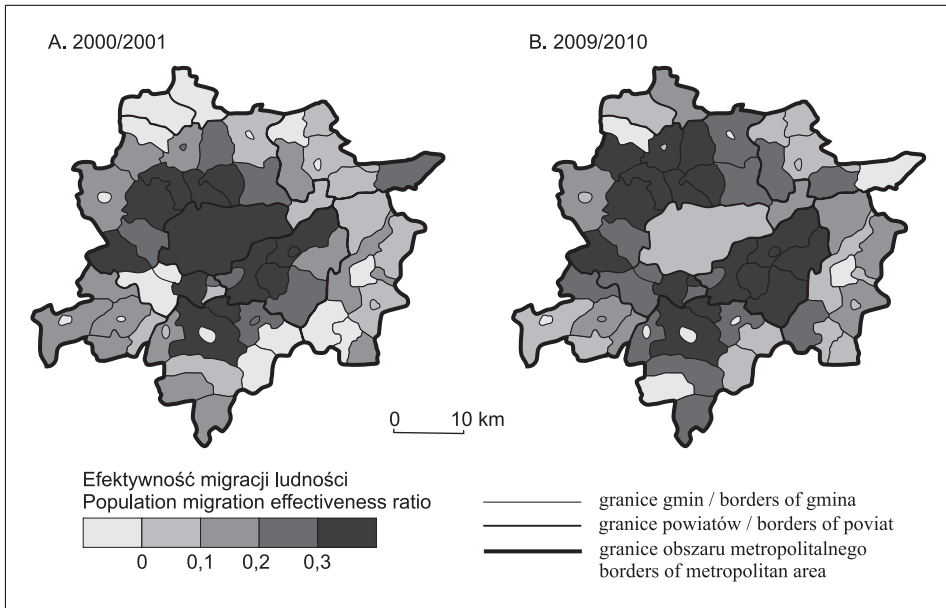 A. 2000/2001
B. 2009/2010
0 10 km
Efektywność migracji ludności
Population migration effectiveness ratio
0 0,1 0,2 0,3
granice gmin / borders of gmina
granice powiatów / borders of poviat
granice obszaru metropolitalnego
borders of metropolitan area